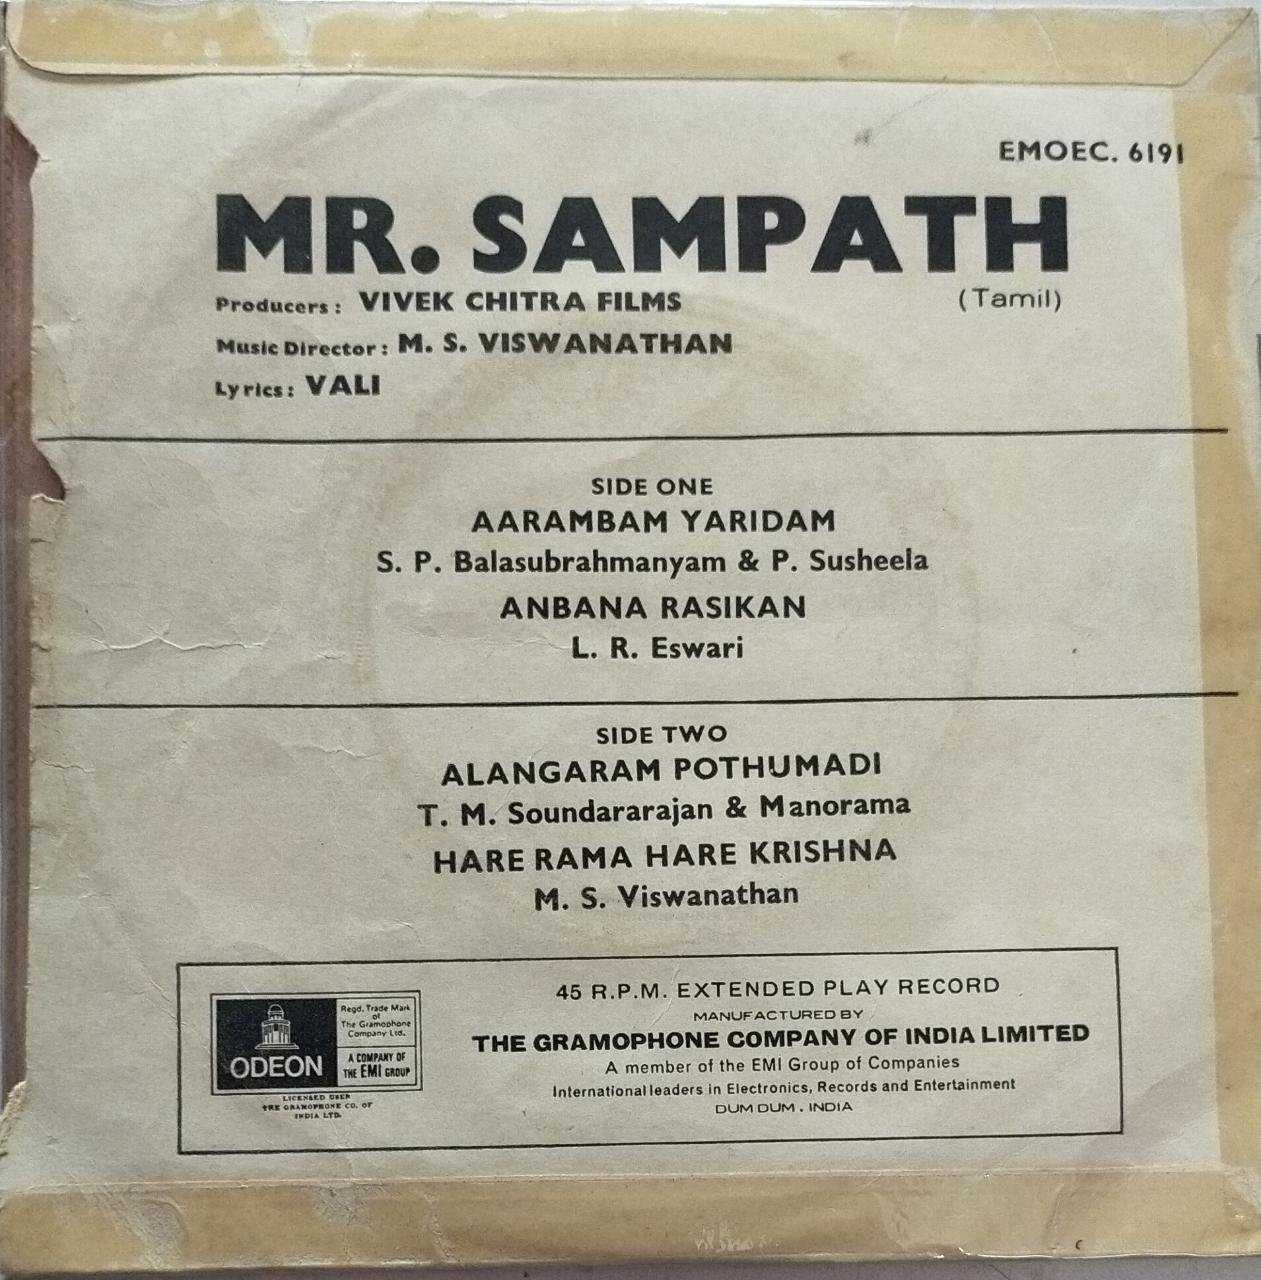 EMOEC. 6191
MR. SAMPATH
(Tamil)
Producers: VIVEK CHITRA FILMS
Music Director: M. S. VISWANATHAN
Lyrics: VALI
SIDE ONE
AARAMBAM YARIDAM
S. P. Balasubrahmanyam & P. Susheela
ANBANA RASIKAN
L. R. Eswari
SIDE TWO
ALANGARAM POTHUMADI
T. M. Soundararajan & Manorama
HARE RAMA HARE KRISHNA
M. S. Viswanathan
ODEON
Regd. Trade Mark
of
The Gramophone
Company Ltd.
A COMPANY OF
THE EMI GROUP
LICENSED USER
THE GRAMOPHONE CO. OF
INDIA LTD.
45 R.P.M. EXTENDED PLAY RECORD
MANUFACTURED BY
THE GRAMOPHONE COMPANY OF INDIA LIMITED
A member of the EMI Group of Companies
International leaders in Electronics, Records and Entertainment
DUM DUM . INDIA